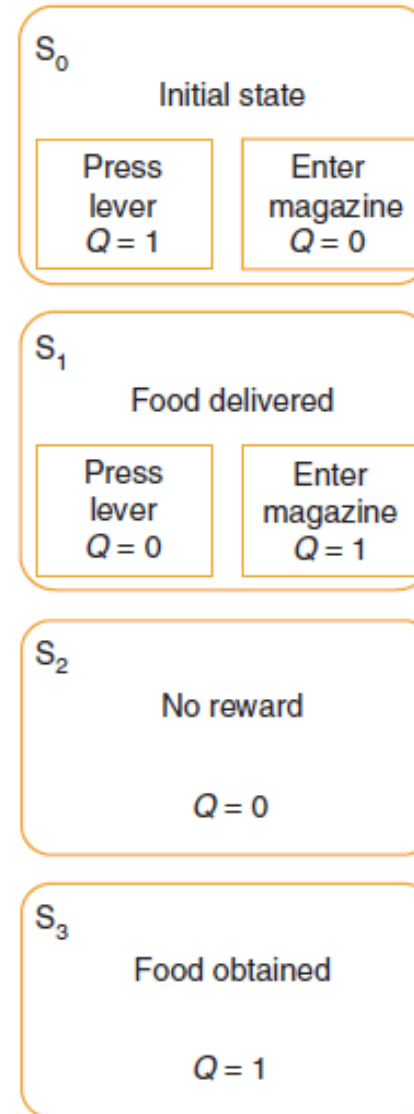 S0
Initial state
Press lever Q = 1
Enter magazine Q = 0
S1
Food delivered
Press lever Q = 0
Enter magazine Q = 1
S2
No reward
Q = 0
S3
Food obtained
Q = 1